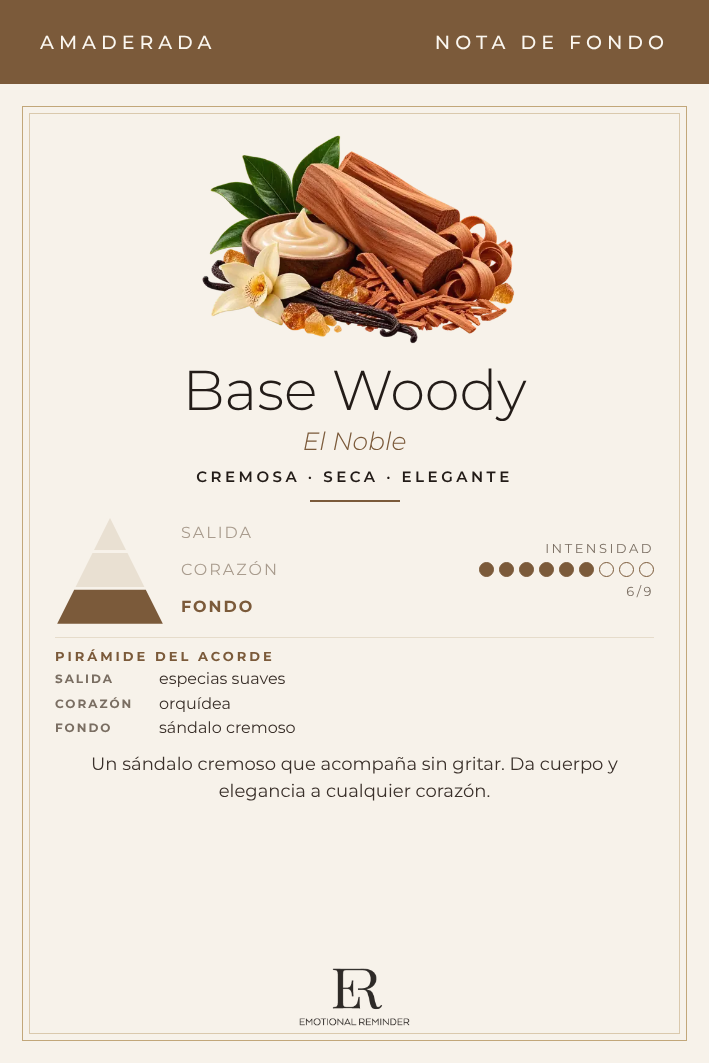 AMADERADA
NOTA DE FONDO
Base Woody
El Noble
CREMOSA · SECA · ELEGANTE
SALIDA
CORAZÓN
FONDO
INTENSIDAD
6/9
PIRÁMIDE DEL ACORDE
SALIDA especias suaves
CORAZÓN orquídea
FONDO sándalo cremoso
Un sándalo cremoso que acompaña sin gritar. Da cuerpo y
elegancia a cualquier corazón.
ER
EMOTIONAL REMINDER